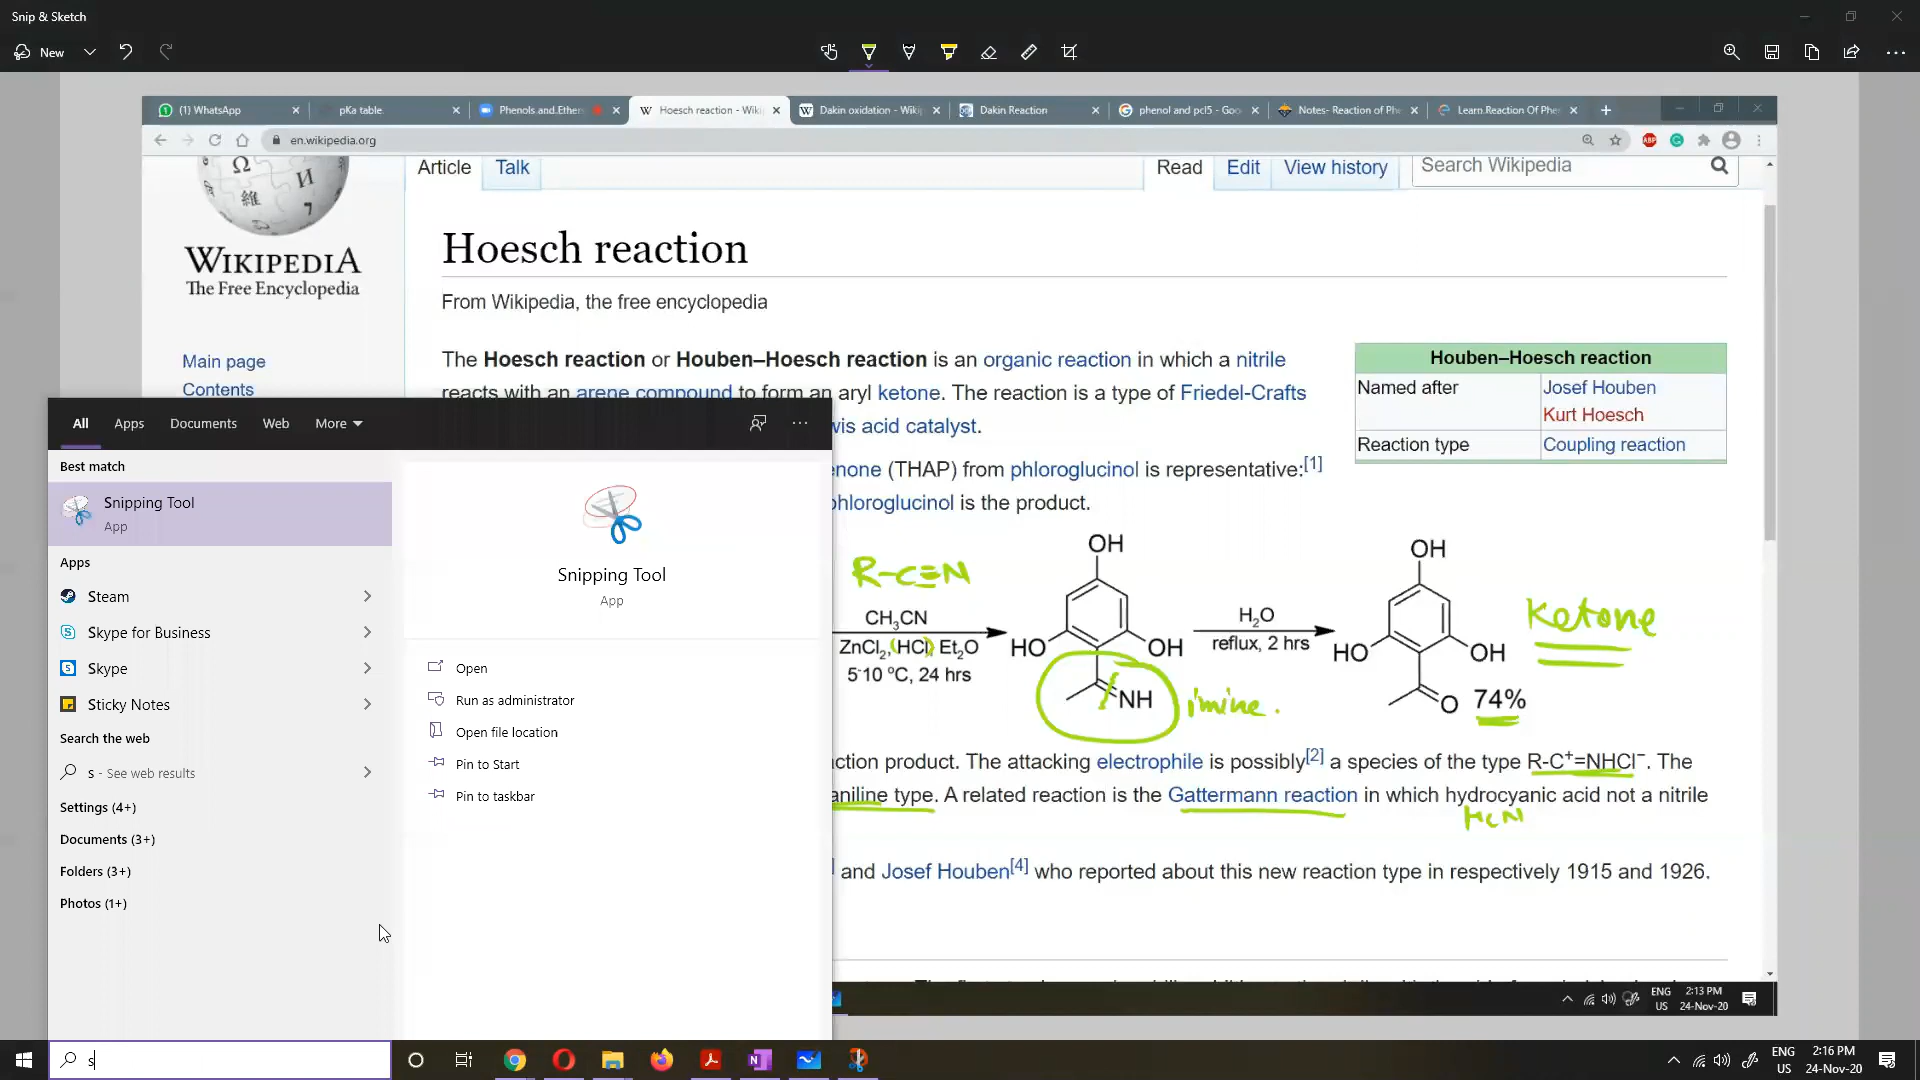 Snip & Sketch
New
(1) WhatsApp
pKa table.
Phenols and.Ethers
Hoesch reaction - Wiki
Dakin oxidation - Wiki
Dakin Reaction
phenol and pcl5 - Goo
Notes- Reaction of Phe
Learn.Reaction Of Phe
en.wikipedia.org
ABP
Article
Talk
Read
Edit
View history
Search Wikipedia
WIKIPEDIA
The Free Encyclopedia
Main page
Contents
Hoesch reaction
From Wikipedia, the free encyclopedia
The Hoesch reaction or Houben–Hoesch reaction is an organic reaction in which a nitrile
reacts with an arene compound to form an aryl ketone. The reaction is a type of Friedel-Crafts
wis acid catalyst.
enone (THAP) from phloroglucinol is representative:[1]
phloroglucinol is the product.
Houben–Hoesch reaction
Named after Josef Houben
Kurt Hoesch
Reaction type Coupling reaction
R-C≡N
CH₃CN
ZnCl₂, (HCl) Et₂O
5-10 ºC, 24 hrs
OH
HO
OH
NH
imine.
H₂O
reflux, 2 hrs
OH
HO
OH
O
74%
Ketone
ction product. The attacking electrophile is possibly[2] a species of the type R-C⁺=NHCl⁻. The
aniline type. A related reaction is the Gattermann reaction in which hydrocyanic acid not a nitrile
HCN
] and Josef Houben[4] who reported about this new reaction type in respectively 1915 and 1926.
ENG
US
2:13 PM
24-Nov-20
All
Apps
Documents
Web
More
Best match
Snipping Tool
App
Apps
Steam
Skype for Business
Skype
Sticky Notes
Search the web
s - See web results
Settings (4+)
Documents (3+)
Folders (3+)
Photos (1+)
Snipping Tool
App
Open
Run as administrator
Open file location
Pin to Start
Pin to taskbar
s
ENG
US
2:16 PM
24-Nov-20